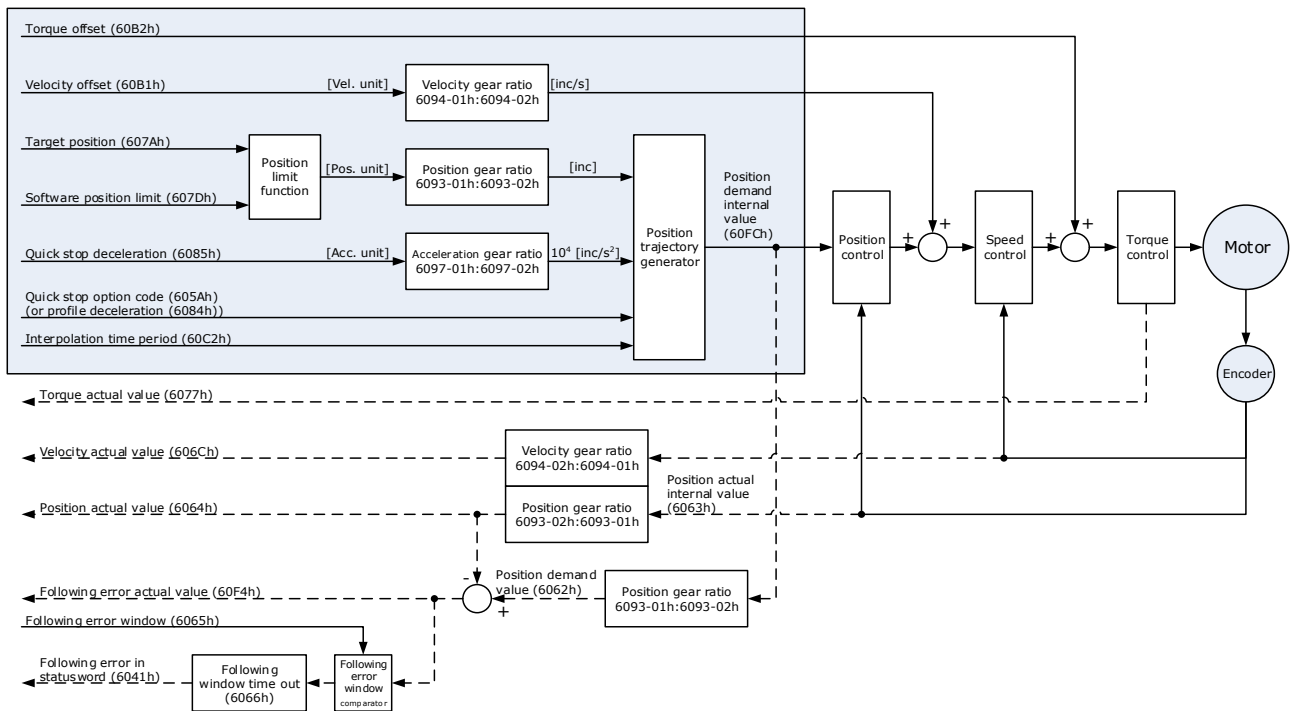 Torque offset (60B2h)
Velocity offset (60B1h)
[Vel. unit]
Velocity gear ratio
6094-01h:6094-02h
[inc/s]
Target position (607Ah)
Software position limit (607Dh)
Position
limit
function
[Pos. unit]
Position gear ratio
6093-01h:6093-02h
[inc]
Quick stop deceleration (6085h)
[Acc. unit]
Acceleration gear ratio
6097-01h:6097-02h
10⁴ [inc/s²]
Quick stop option code (605Ah)
(or profile deceleration (6084h))
Interpolation time period (60C2h)
Position
trajectory
generator
Position
demand
internal
value
(60FCh)
Position
control
+
+
Speed
control
+
+
Torque
control
Motor
Encoder
Torque actual value (6077h)
Velocity actual value (606Ch)
Velocity gear ratio
6094-02h:6094-01h
Position actual value (6064h)
Position gear ratio
6093-02h:6093-01h
Position actual
internal value
(6063h)
Following error actual value (60F4h)
-
+
Position demand
value (6062h)
Position gear ratio
6093-01h:6093-02h
Following error window (6065h)
Following error in
statusword (6041h)
Following
window time out
(6066h)
Following
error
window
comparator